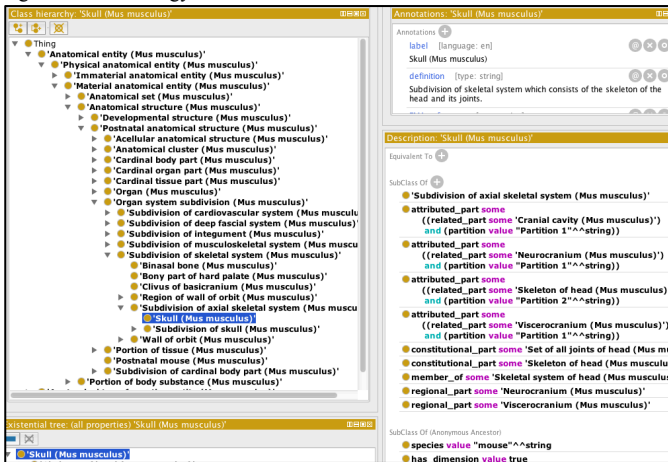 Class hierarchy: 'Skull (Mus musculus)'
Thing
'Anatomical entity (Mus musculus)'
'Physical anatomical entity (Mus musculus)'
'Immaterial anatomical entity (Mus musculus)'
'Material anatomical entity (Mus musculus)'
'Anatomical set (Mus musculus)'
'Anatomical structure (Mus musculus)'
'Developmental structure (Mus musculus)'
'Postnatal anatomical structure (Mus musculus)'
'Acellular anatomical structure (Mus musculus)'
'Anatomical cluster (Mus musculus)'
'Cardinal body part (Mus musculus)'
'Cardinal organ part (Mus musculus)'
'Cardinal tissue part (Mus musculus)'
'Organ (Mus musculus)'
'Organ system subdivision (Mus musculus)'
'Subdivision of cardiovascular system (Mus muscul
'Subdivision of deep fascial system (Mus musculus)'
'Subdivision of integument (Mus musculus)'
'Subdivision of musculoskeletal system (Mus muscu
'Subdivision of skeletal system (Mus musculus)'
'Binasal bone (Mus musculus)'
'Bony part of hard palate (Mus musculus)'
'Clivus of basicranium (Mus musculus)'
'Region of wall of orbit (Mus musculus)'
'Subdivision of axial skeletal system (Mus muscu
'Skull (Mus musculus)'
'Subdivision of skull (Mus musculus)'
'Wall of orbit (Mus musculus)'
'Portion of tissue (Mus musculus)'
'Postnatal mouse (Mus musculus)'
'Subdivision of cardinal body part (Mus musculus)'
'Portion of body substance (Mus musculus)'
Existential tree: (all properties) 'Skull (Mus musculus)'
'Skull (Mus musculus)'
Annotations: 'Skull (Mus musculus)'
Annotations
label [language: en]
Skull (Mus musculus)
definition [type: string]
Subdivision of skeletal system which consists of the skeleton of the
head and its joints.
Description: 'Skull (Mus musculus)'
Equivalent To
SubClass Of
'Subdivision of axial skeletal system (Mus musculus)'
attributed_part some
((related_part some 'Cranial cavity (Mus musculus)')
and (partition value "Partition 1"^^string))
attributed_part some
((related_part some 'Neurocranium (Mus musculus)')
and (partition value "Partition 1"^^string))
attributed_part some
((related_part some 'Skeleton of head (Mus musculus)
and (partition value "Partition 2"^^string))
attributed_part some
((related_part some 'Viscerocranium (Mus musculus)')
and (partition value "Partition 1"^^string))
constitutional_part some 'Set of all joints of head (Mus mu
constitutional_part some 'Skeleton of head (Mus musculu
member_of some 'Skeletal system of head (Mus musculus
regional_part some 'Neurocranium (Mus musculus)'
regional_part some 'Viscerocranium (Mus musculus)'
SubClass Of (Anonymous Ancestor)
species value "mouse"^^string
has_dimension value true